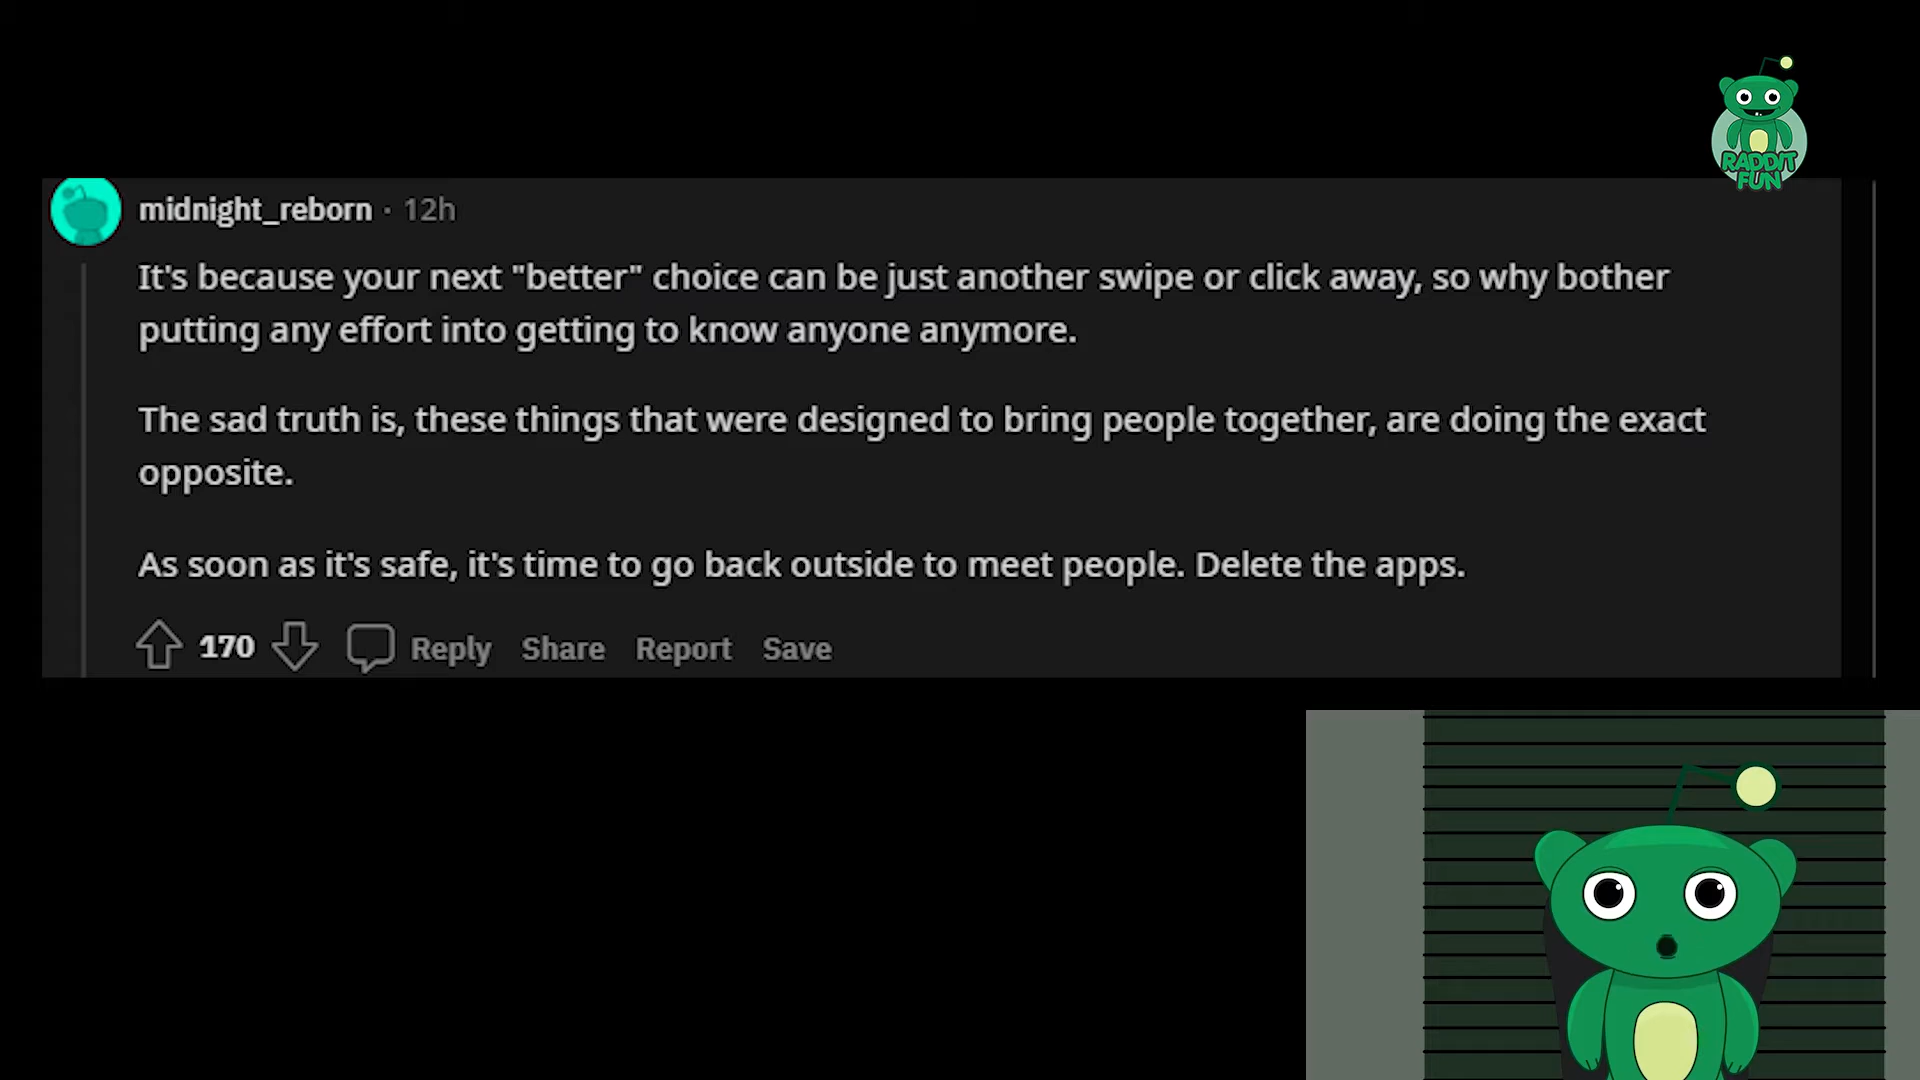 RADDIT
FUN
midnight_reborn · 12h
It's because your next "better" choice can be just another swipe or click away, so why bother
putting any effort into getting to know anyone anymore.
The sad truth is, these things that were designed to bring people together, are doing the exact
opposite.
As soon as it's safe, it's time to go back outside to meet people. Delete the apps.
170 Reply Share Report Save